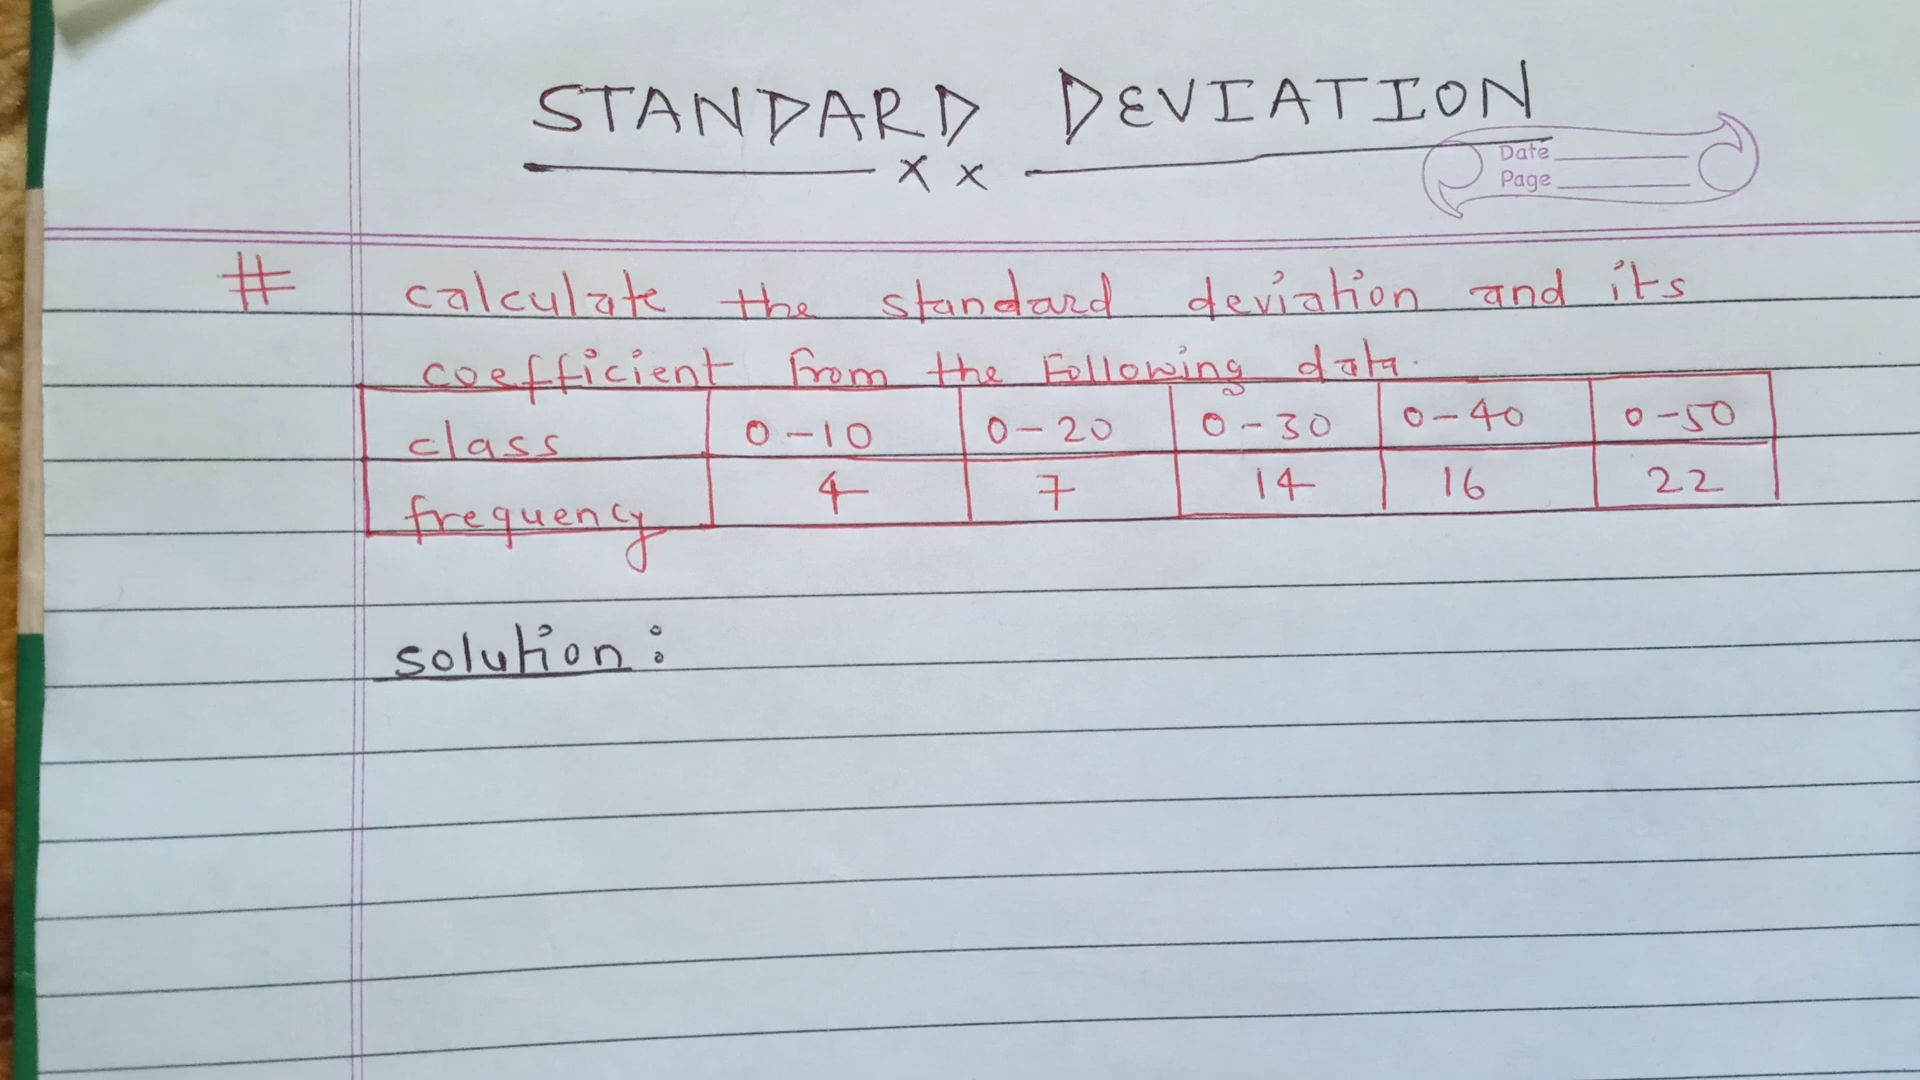 STANDARD DEVIATION
x x
Date
Page
# calculate the standard deviation and its
coefficient from the Following data.
class 0-10 0-20 0-30 0-40 0-50
frequency 4 7 14 16 22
solution: